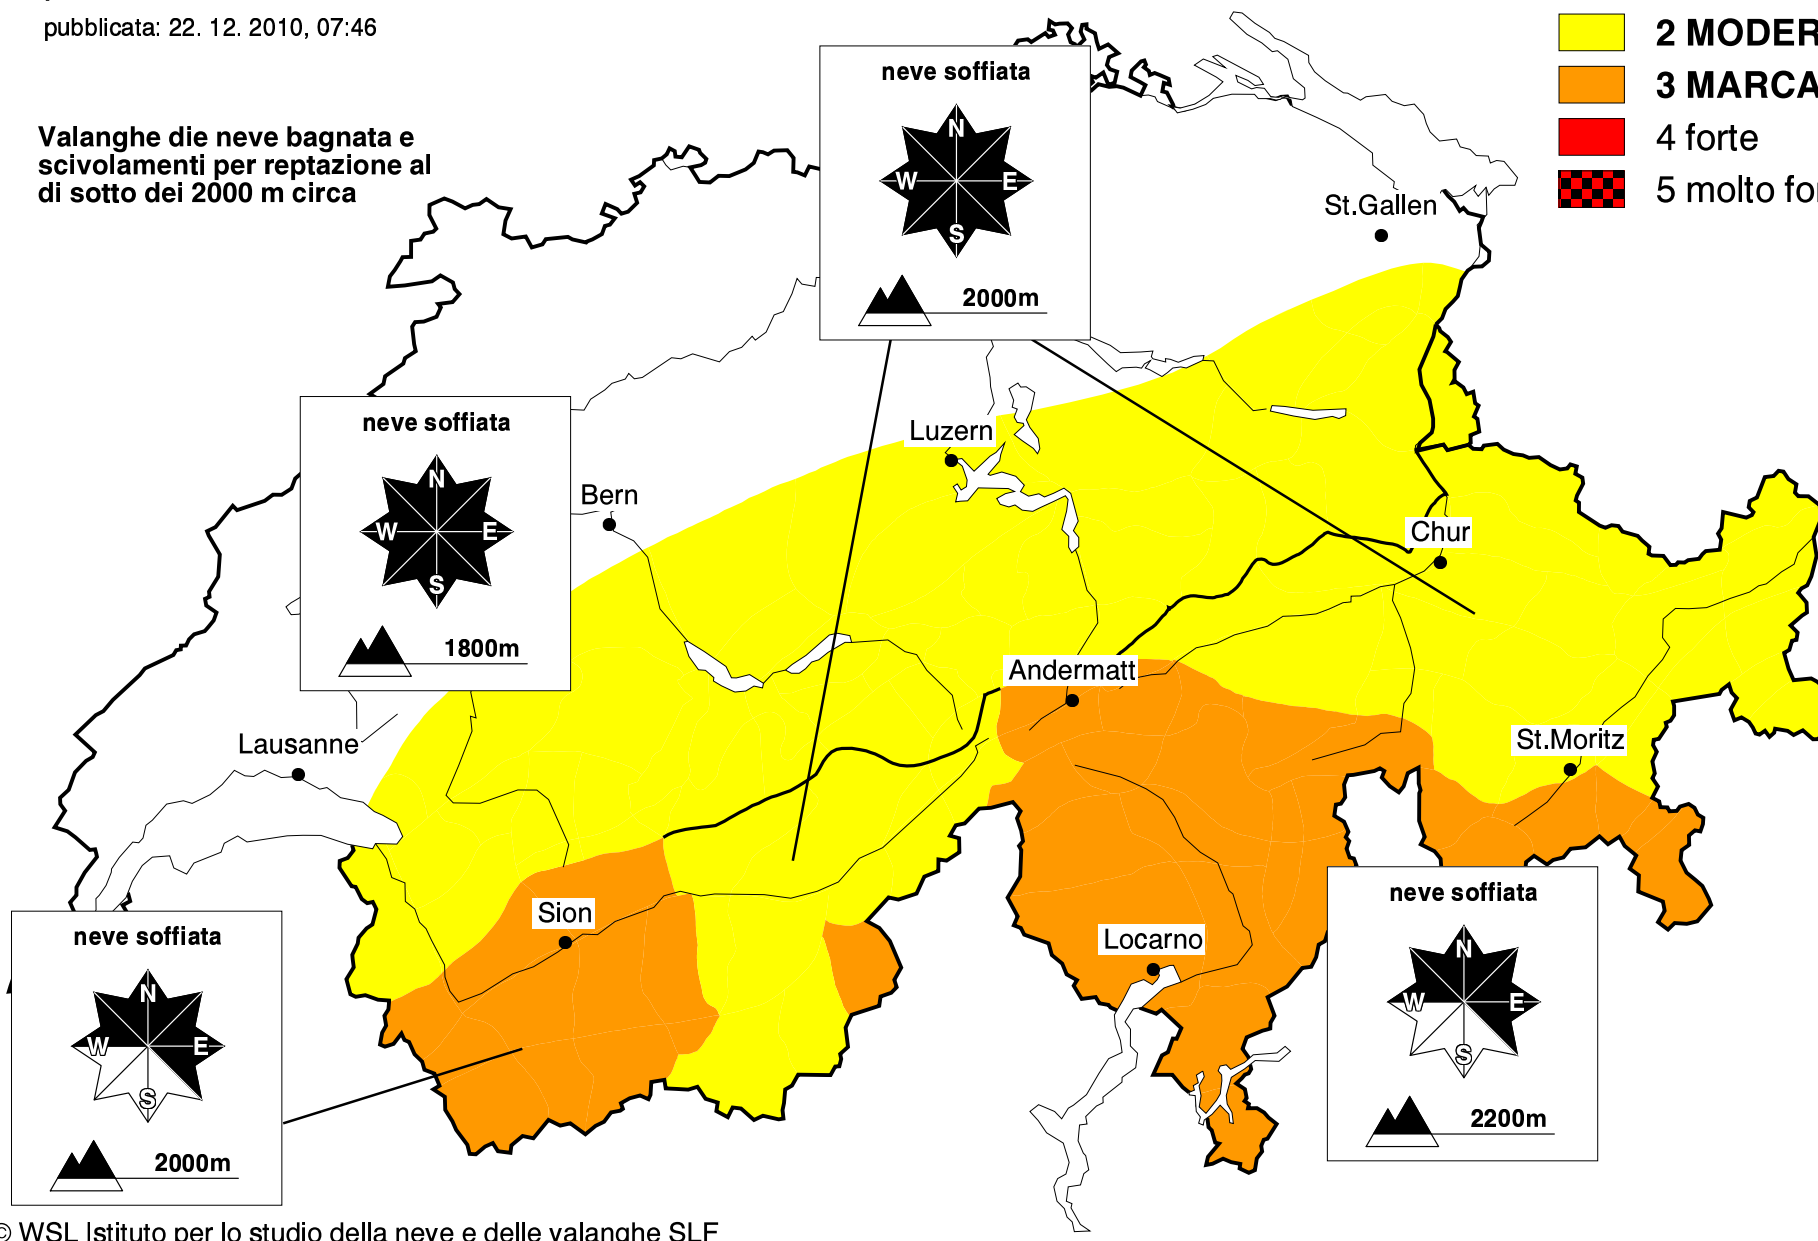 pubblicata: 22. 12. 2010, 07:46
Valanghe die neve bagnata e
scivolamenti per reptazione al
di sotto dei 2000 m circa
2 MODER
3 MARCA
4 forte
5 molto for
neve soffiata
N
W E
S
2000m
St.Gallen
neve soffiata
N
W E
S
1800m
Luzern
Bern
Chur
Andermatt
Lausanne
St.Moritz
Sion
Locarno
neve soffiata
N
W E
S
2000m
neve soffiata
N
W E
S
2200m
© WSL Istituto per lo studio della neve e delle valanghe SLF